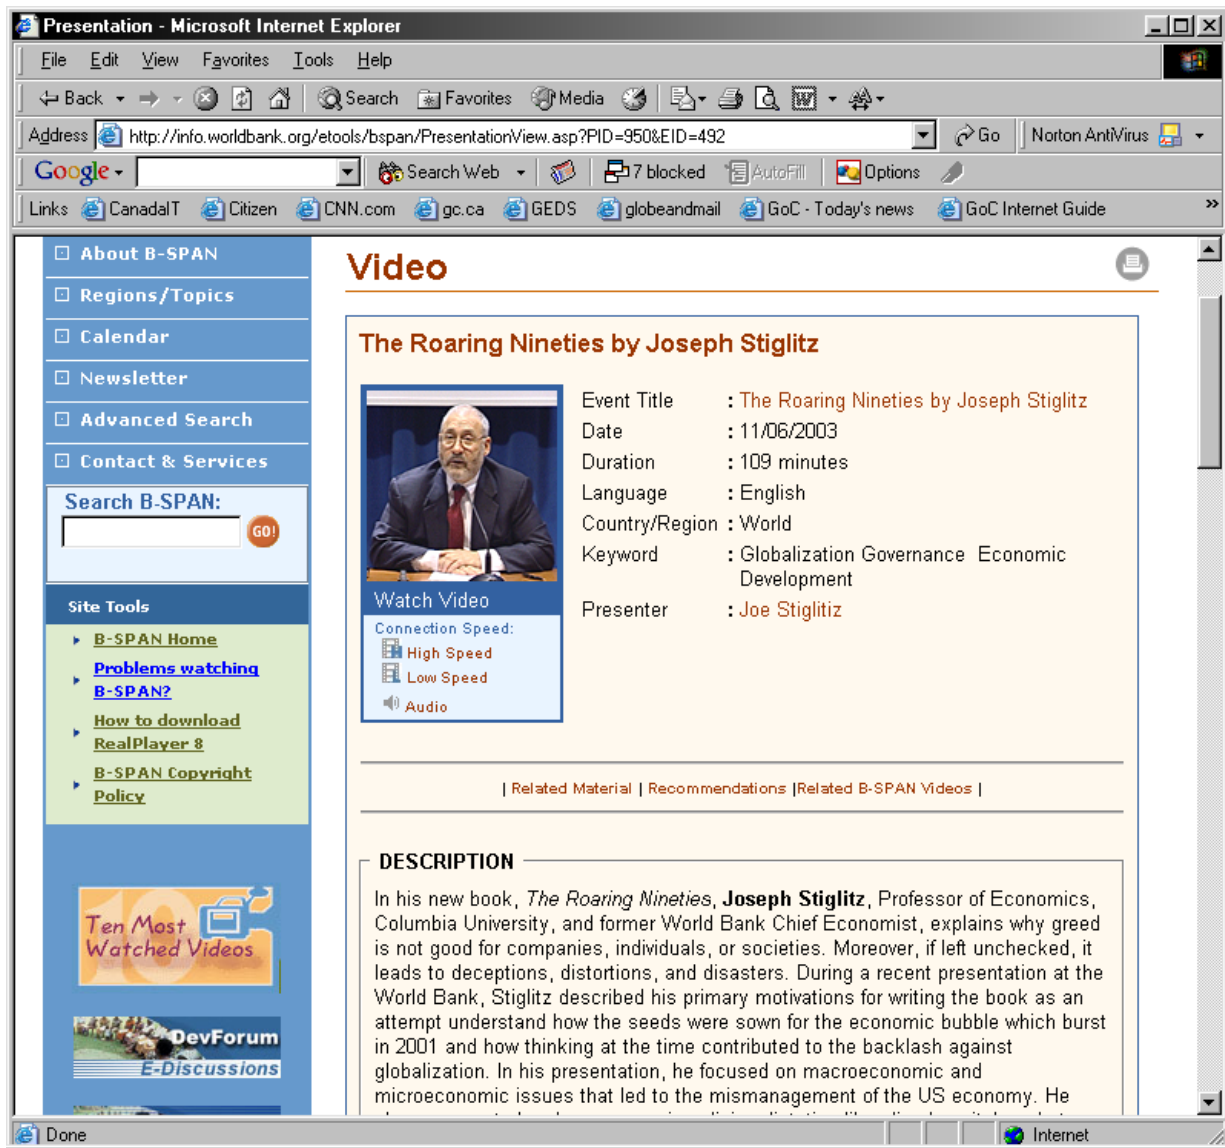 Presentation - Microsoft Internet Explorer
File Edit View Favorites Tools Help
Back Search Favorites Media
Address http://info.worldbank.org/etools/bspan/PresentationView.asp?PID=950&EID=492 Go Norton AntiVirus
Google Search Web 7 blocked AutoFill Options
Links CanadaIT Citizen CNN.com gc.ca GEDS globeandmail GoC - Today's news GoC Internet Guide »
About B-SPAN
Regions/Topics
Calendar
Newsletter
Advanced Search
Contact & Services
Search B-SPAN:
GO!
Site Tools
B-SPAN Home
Problems watching
B-SPAN?
How to download
RealPlayer 8
B-SPAN Copyright
Policy
10
Ten Most
Watched Videos
DevForum
E-Discussions
Video
The Roaring Nineties by Joseph Stiglitz
Watch Video
Connection Speed:
High Speed
Low Speed
Audio
Event Title : The Roaring Nineties by Joseph Stiglitz
Date : 11/06/2003
Duration : 109 minutes
Language : English
Country/Region : World
Keyword : Globalization Governance Economic
Development
Presenter : Joe Stiglitiz
| Related Material | Recommendations |Related B-SPAN Videos |
DESCRIPTION
In his new book, The Roaring Nineties, Joseph Stiglitz, Professor of Economics,
Columbia University, and former World Bank Chief Economist, explains why greed
is not good for companies, individuals, or societies. Moreover, if left unchecked, it
leads to deceptions, distortions, and disasters. During a recent presentation at the
World Bank, Stiglitz described his primary motivations for writing the book as an
attempt understand how the seeds were sown for the economic bubble which burst
in 2001 and how thinking at the time contributed to the backlash against
globalization. In his presentation, he focused on macroeconomic and
microeconomic issues that led to the mismanagement of the US economy. He
Done Internet